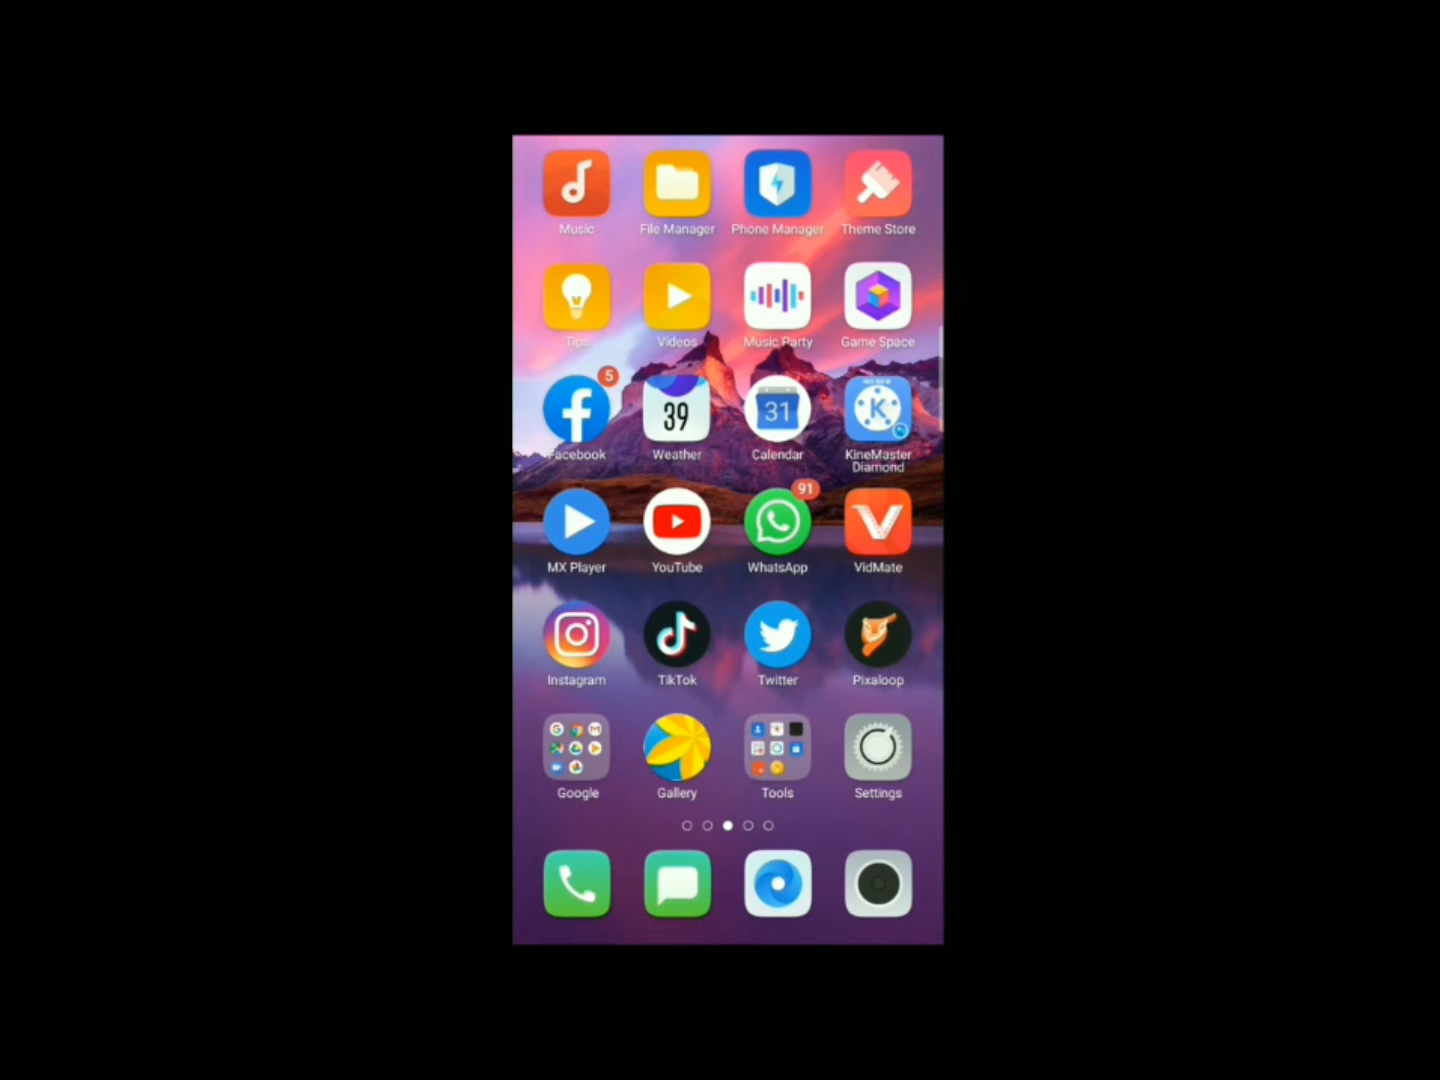 Music File Manager Phone Manager Theme Store
Tips Videos Music Party Game Space
5
39
31
K
Facebook Weather Calendar KineMaster
Diamond
91
MX Player YouTube WhatsApp VidMate
Instagram TikTok Twitter Pixaloop
Google Gallery Tools Settings